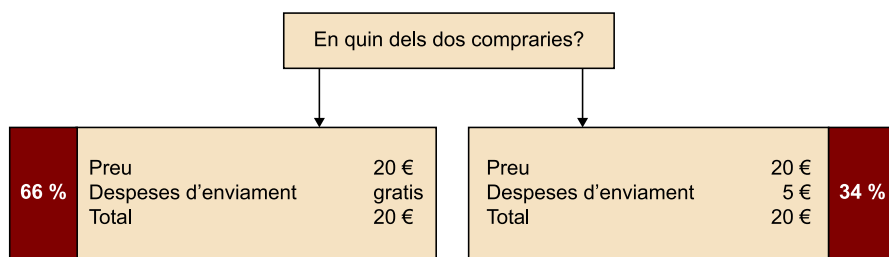 En quin dels dos compraries?
66 %
Preu 20 €
Despeses d’enviament gratis
Total 20 €
Preu 20 €
Despeses d’enviament 5 €
Total 20 €
34 %